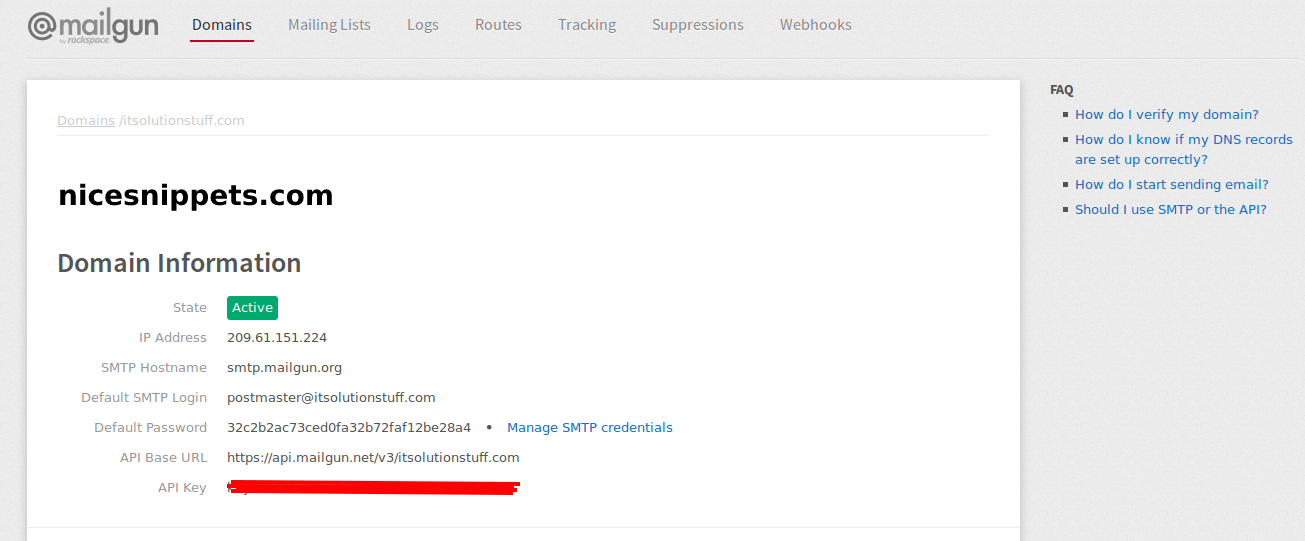 @mailgun
by rackspace
Domains Mailing Lists Logs Routes Tracking Suppressions Webhooks
Domains /itsolutionstuff.com
nicesnippets.com
Domain Information
State Active
IP Address 209.61.151.224
SMTP Hostname smtp.mailgun.org
Default SMTP Login postmaster@itsolutionstuff.com
Default Password 32c2b2ac73ced0fa32b72faf12be28a4 • Manage SMTP credentials
API Base URL https://api.mailgun.net/v3/itsolutionstuff.com
API Key
FAQ
How do I verify my domain?
How do I know if my DNS records
are set up correctly?
How do I start sending email?
Should I use SMTP or the API?